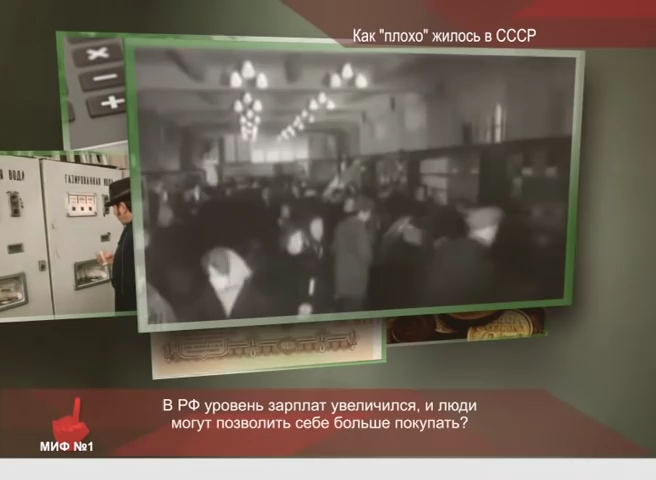 Как "плохо" жилось в СССР
ВОДА
ГАЗИРОВАННАЯ
В РФ уровень зарплат увеличился, и люди
могут позволить себе больше покупать?
МИФ №1